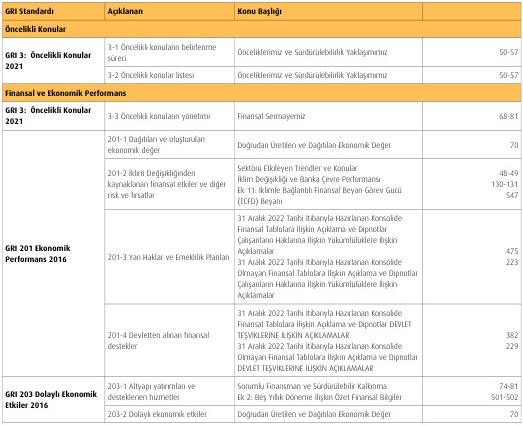 GRI Standardı Açıklanan Konu Başlığı
Öncelikli Konular
GRI 3: Öncelikli Konular 2021
3-1 Öncelikli konuların belirlenme süreci
Önceliklerimiz ve Sürdürülebilirlik Yaklaşımımız 50-57
3-2 Öncelikli konular listesi
Önceliklerimiz ve Sürdürülebilirlik Yaklaşımımız 50-57
Finansal ve Ekonomik Performans
GRI 3: Öncelikli Konular 2021
3-3 Öncelikli konuların yönetimi
Finansal Sermayemiz 68-81
GRI 201 Ekonomik
Performans 2016
201-1 Dağıtılan ve oluşturulan
ekonomik değer
Doğrudan Üretilen ve Dağıtılan Ekonomik Değer 70
201-2 İklim Değişikliğinden
kaynaklanan finansal etkiler ve diğer
risk ve fırsatlar
Sektörü Etkileyen Trendler ve Konular 48-49
İklim Değişikliği ve Banka Çevre Performansı 130-131
Ek 11: İklimle Bağlantılı Finansal Beyan Görev Gücü 547
(TCFD) Beyanı
201-3 Yan Haklar ve Emeklilik Planları
31 Aralık 2022 Tarihi İtibarıyla Hazırlanan Konsolide
Finansal Tablolara İlişkin Açıklama ve Dipnotlar
Çalışanların Haklarına İlişkin Yükümlülüklere İlişkin
Açıklamalar 475
31 Aralık 2022 Tarihi İtibarıyla Hazırlanan Konsolide 223
Olmayan Finansal Tablolara İlişkin Açıklama ve Dipnotlar
Çalışanların Haklarına İlişkin Yükümlülüklere İlişkin
Açıklamalar
201-4 Devletten alınan finansal
destekler
31 Aralık 2022 Tarihi İtibarıyla Hazırlanan Konsolide
Finansal Tablolara İlişkin Açıklama ve Dipnotlar DEVLET
TEŞVİKLERİNE İLİŞKİN AÇIKLAMALAR 382
31 Aralık 2022 Tarihi İtibarıyla Hazırlanan Konsolide 229
Olmayan Finansal Tablolara İlişkin Açıklama ve Dipnotlar
DEVLET TEŞVİKLERİNE İLİŞKİN AÇIKLAMALAR
GRI 203 Dolaylı Ekonomik
Etkiler 2016
203-1 Altyapı yatırımları ve
desteklenen hizmetler
Sorumlu Finansman ve Sürdürülebilir Kalkınma 74-81
Ek 2: Beş Yıllık Döneme İlişkin Özet Finansal Bilgiler 501-502
203-2 Dolaylı ekonomik etkiler
Doğrudan Üretilen ve Dağıtılan Ekonomik Değer 70